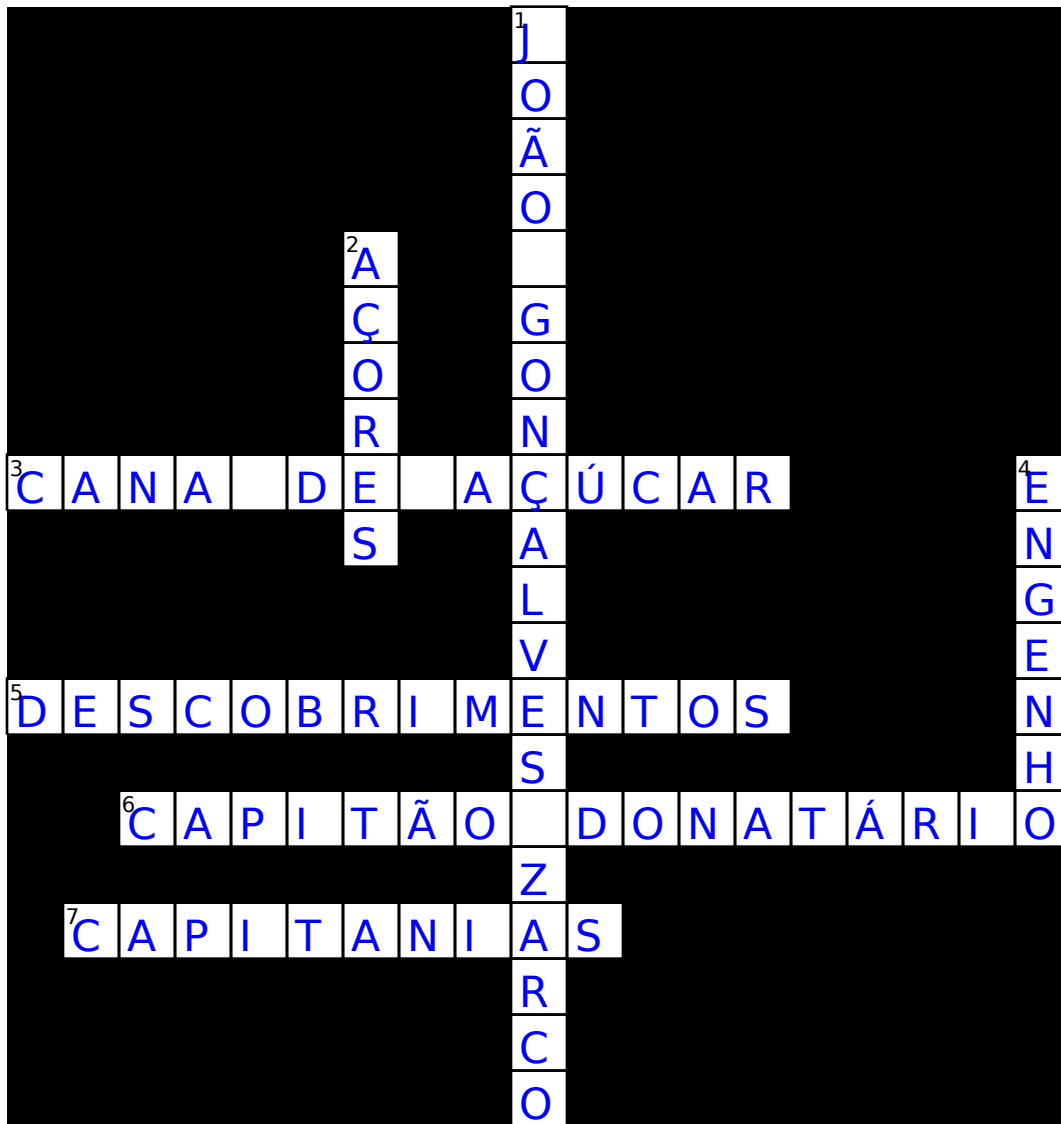 1 JOÃO GONÇALVES ZARCO
2 AÇORES
3 CANA DE AÇÚCAR
4 ENGENHO
5 DESCOBRIMENTOS
6 CAPITÃO DONATÁRIO
7 CAPITANIAS